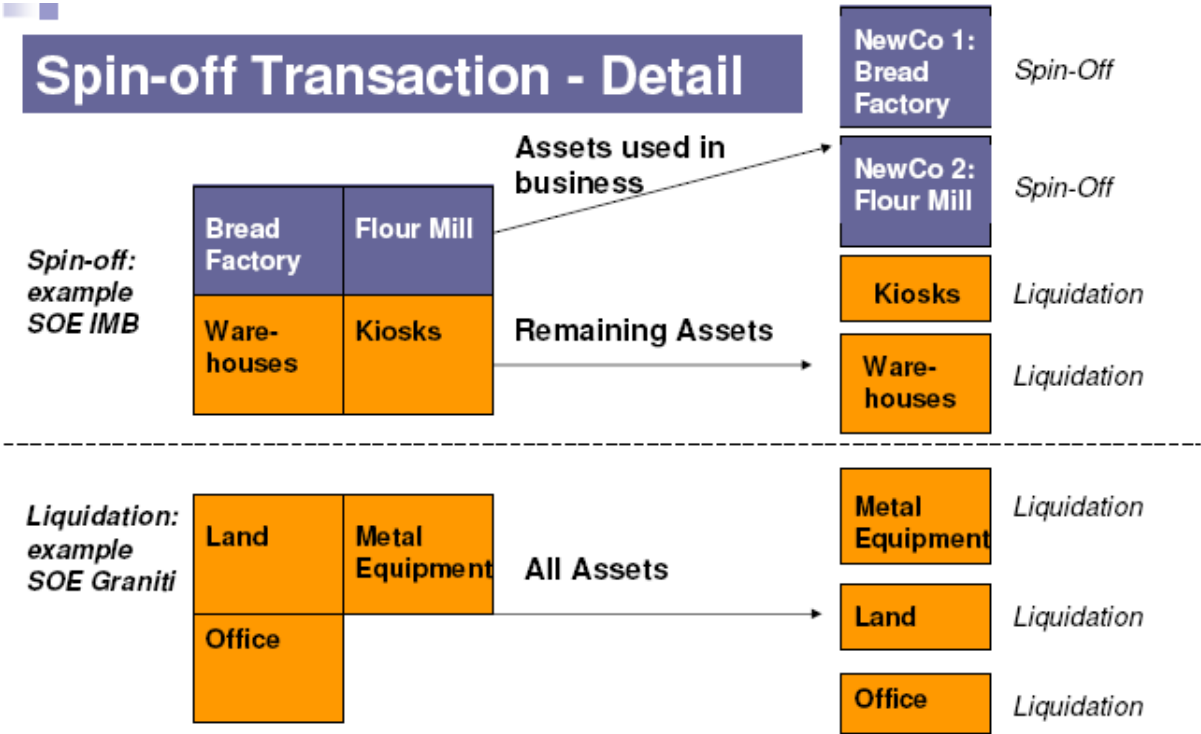 Spin-off Transaction - Detail
NewCo 1:
Bread
Factory
Spin-Off
Assets used in
business
NewCo 2:
Flour Mill
Spin-Off
Spin-off:
example
SOE IMB
Bread
Factory
Flour Mill
Ware-
houses
Kiosks
Remaining Assets
Kiosks
Liquidation
Ware-
houses
Liquidation
Liquidation:
example
SOE Graniti
Land
Metal
Equipment
Office
All Assets
Metal
Equipment
Liquidation
Land
Liquidation
Office
Liquidation